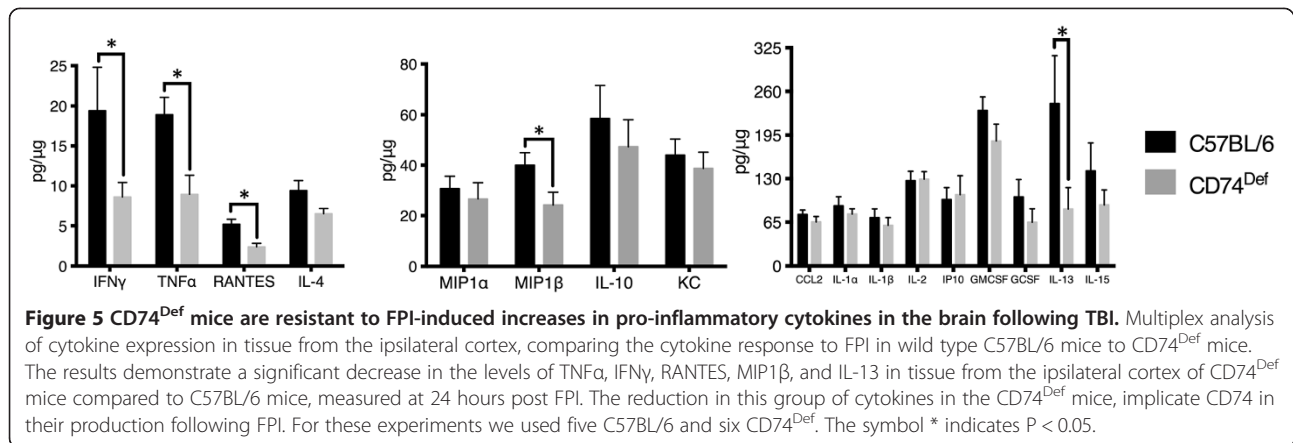 * * *
25
20
15
10
5
0
pg/μg
IFNγ TNFα RANTES IL-4
*
80
60
40
20
0
pg/μg
MIP1α MIP1β IL-10 KC
*
325
260
195
130
65
0
pg/μg
CCL2 IL-1α IL-1β IL-2 IP10 GMCSF GCSF IL-13 IL-15
C57BL/6
CD74Def
Figure 5 CD74Def mice are resistant to FPI-induced increases in pro-inflammatory cytokines in the brain following TBI. Multiplex analysis
of cytokine expression in tissue from the ipsilateral cortex, comparing the cytokine response to FPI in wild type C57BL/6 mice to CD74Def mice.
The results demonstrate a significant decrease in the levels of TNFα, IFNγ, RANTES, MIP1β, and IL-13 in tissue from the ipsilateral cortex of CD74Def
mice compared to C57BL/6 mice, measured at 24 hours post FPI. The reduction in this group of cytokines in the CD74Def mice, implicate CD74 in
their production following FPI. For these experiments we used five C57BL/6 and six CD74Def. The symbol * indicates P < 0.05.